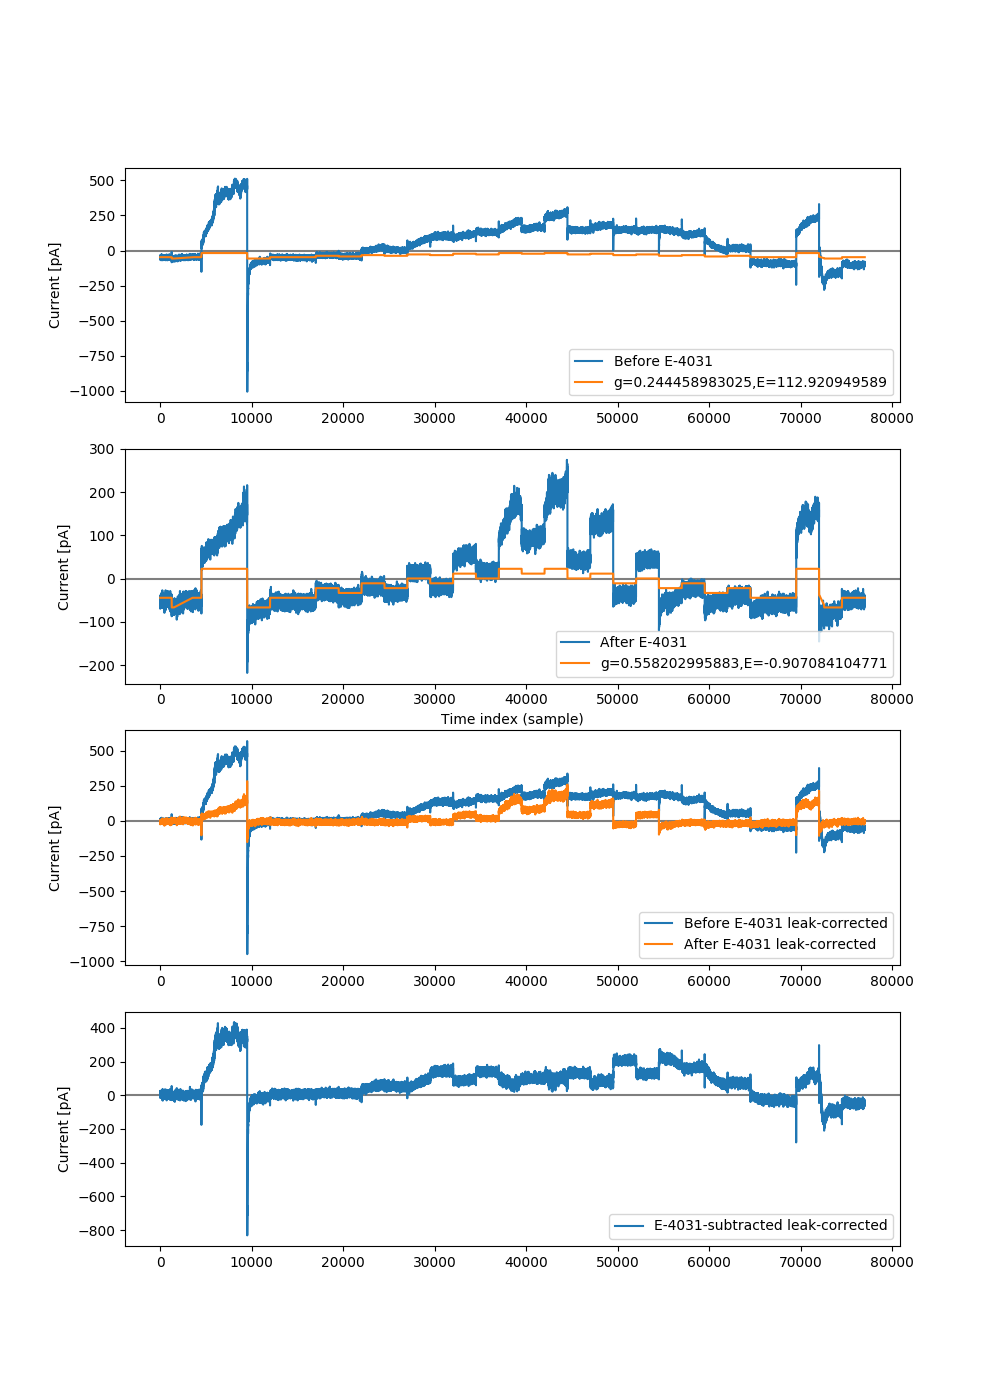 500
250
0
−250
−500
−750
−1000
Current [pA]
Before E-4031
g=0.244458983025,E=112.920949589
0 10000 20000 30000 40000 50000 60000 70000 80000
300
200
100
0
−100
−200
Current [pA]
After E-4031
g=0.558202995883,E=-0.907084104771
0 10000 20000 30000 40000 50000 60000 70000 80000
Time index (sample)
500
250
0
−250
−500
−750
−1000
Current [pA]
Before E-4031 leak-corrected
After E-4031 leak-corrected
0 10000 20000 30000 40000 50000 60000 70000 80000
400
200
0
−200
−400
−600
−800
Current [pA]
E-4031-subtracted leak-corrected
0 10000 20000 30000 40000 50000 60000 70000 80000